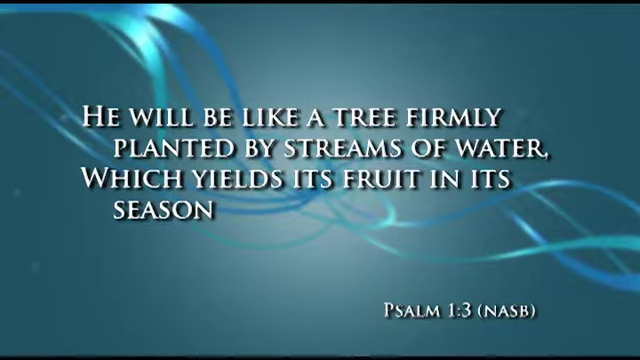 He will be like a tree firmly
planted by streams of water,
Which yields its fruit in its
season
Psalm 1:3 (nasb)